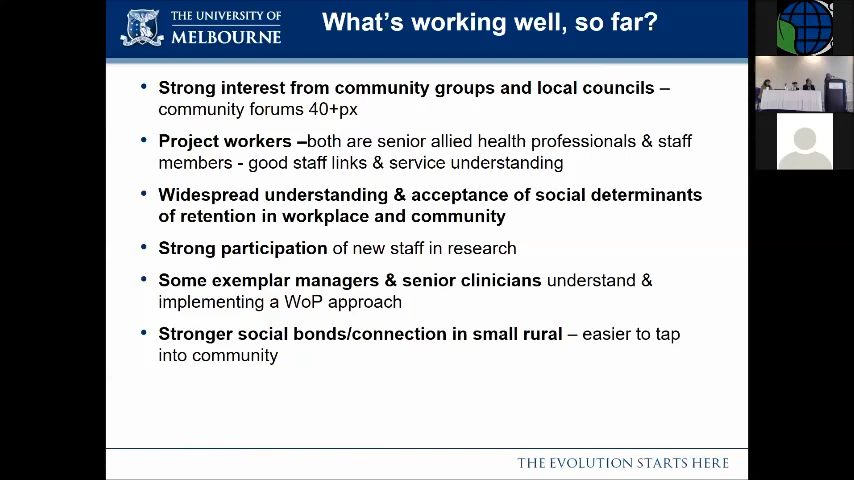 THE UNIVERSITY OF
MELBOURNE
What's working well, so far?
• Strong interest from community groups and local councils –
community forums 40+px
• Project workers –both are senior allied health professionals & staff
members - good staff links & service understanding
• Widespread understanding & acceptance of social determinants
of retention in workplace and community
• Strong participation of new staff in research
• Some exemplar managers & senior clinicians understand &
implementing a WoP approach
• Stronger social bonds/connection in small rural – easier to tap
into community
THE EVOLUTION STARTS HERE